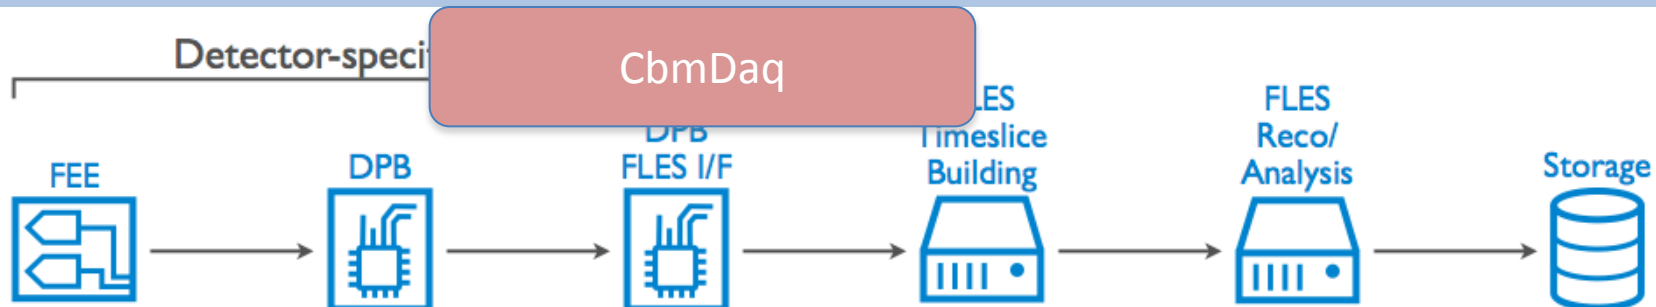 Detector-speci
CbmDaq
FEE
DPB
DPB
FLES I/F
LES
Timeslice
Building
FLES
Reco/
Analysis
Storage